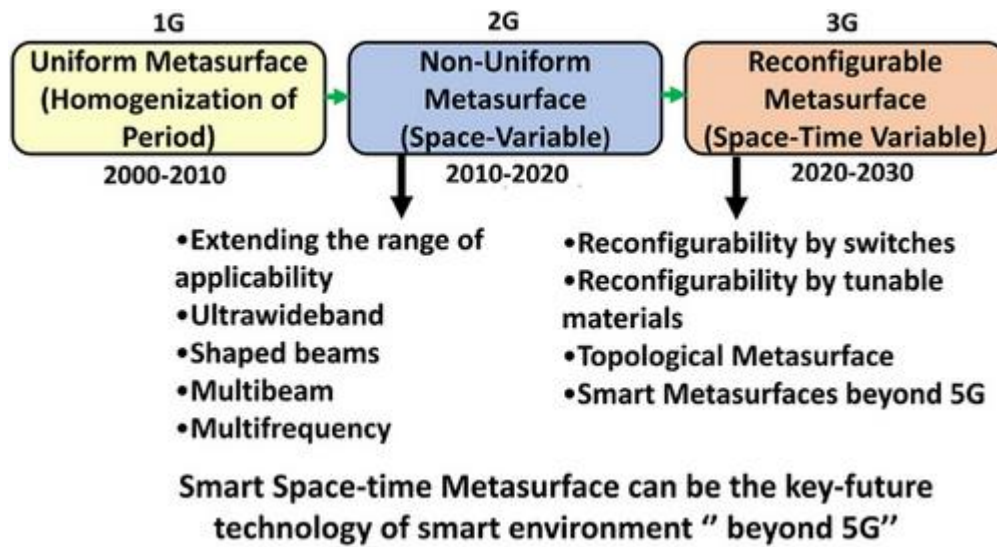 1G
Uniform Metasurface
(Homogenization of
Period)
2000-2010
2G
Non-Uniform
Metasurface
(Space-Variable)
2010-2020
3G
Reconfigurable
Metasurface
(Space-Time Variable)
2020-2030
•Extending the range of
applicability
•Ultrawideband
•Shaped beams
•Multibeam
•Multifrequency
•Reconfigurability by switches
•Reconfigurability by tunable
materials
•Topological Metasurface
•Smart Metasurfaces beyond 5G
Smart Space-time Metasurface can be the key-future
technology of smart environment “ beyond 5G”